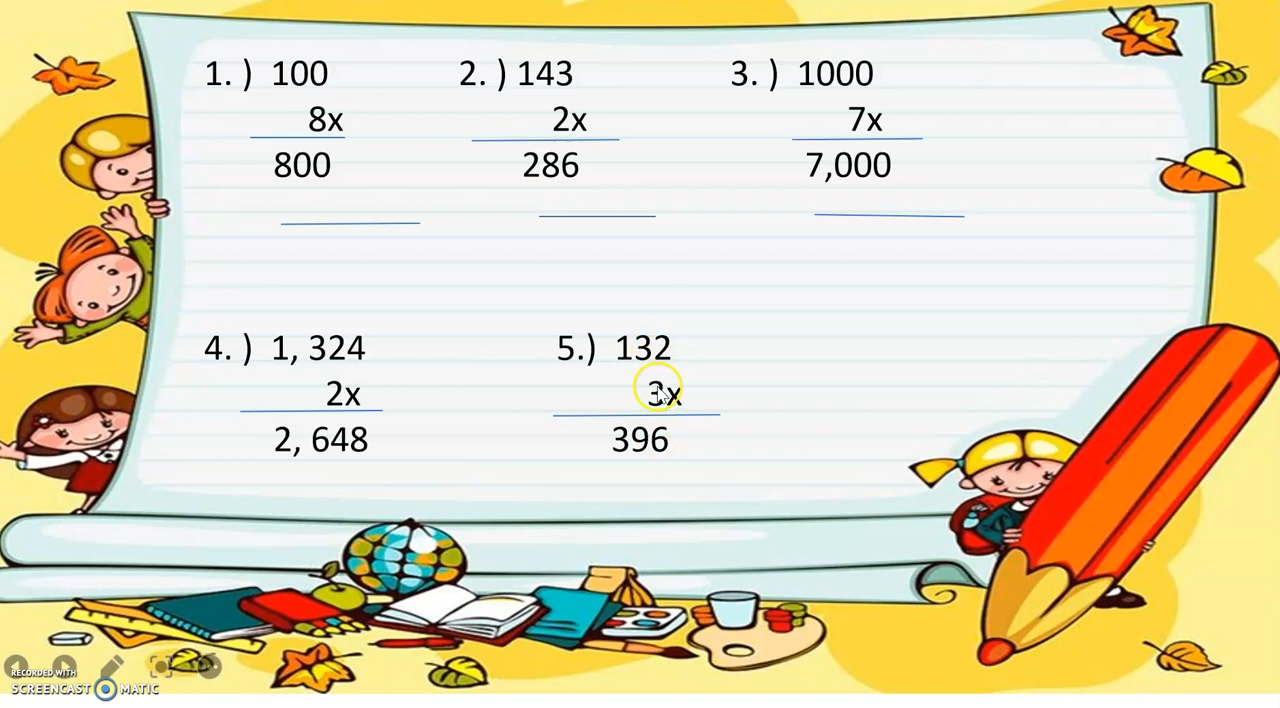 1. ) 100 2. ) 143 3. ) 1000
8x 2x 7x
800 286 7,000
4. ) 1, 324 5.) 132
2x 3x
2, 648 396
RECORDED WITH
SCREENCAST MATIC